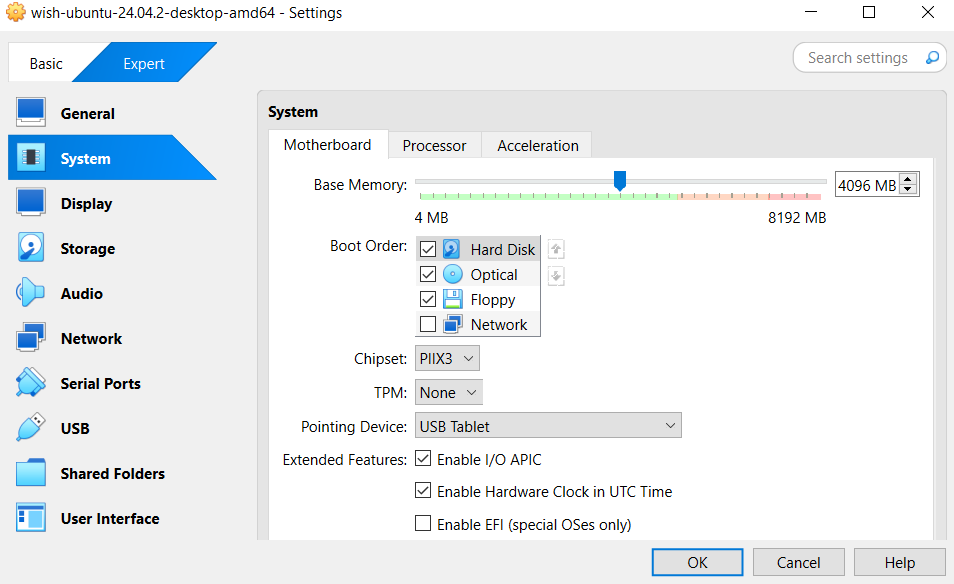 wish-ubuntu-24.04.2-desktop-amd64 - Settings
Basic Expert Search settings
General
System
Display
Storage
Audio
Network
Serial Ports
USB
Shared Folders
User Interface
System
Motherboard Processor Acceleration
Base Memory: 4096 MB
4 MB 8192 MB
Boot Order: Hard Disk
Optical
Floppy
Network
Chipset: PIIX3
TPM: None
Pointing Device: USB Tablet
Extended Features: Enable I/O APIC
Enable Hardware Clock in UTC Time
Enable EFI (special OSes only)
OK Cancel Help